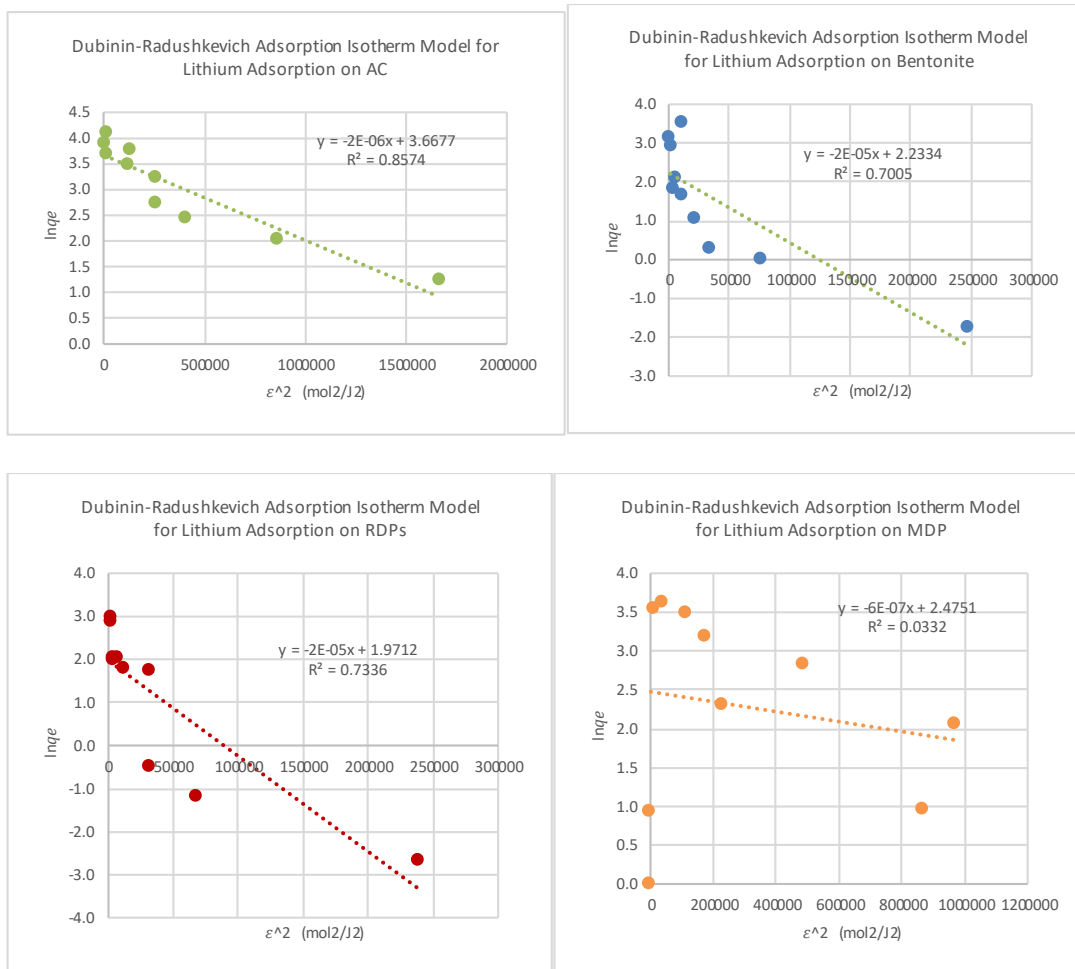 Dubinin-Radushkevich Adsorption Isotherm Model for
Lithium Adsorption on AC
4.5
4.0
3.5
3.0
2.5
2.0
1.5
1.0
0.5
0.0
y = -2E-06x + 3.6677
R² = 0.8574
0
500000
1000000
1500000
2000000
lnqe
ε^2 (mol2/J2)
Dubinin-Radushkevich Adsorption Isotherm Model
for Lithium Adsorption on Bentonite
4.0
3.0
2.0
1.0
0.0
-1.0
-2.0
-3.0
y = -2E-05x + 2.2334
R² = 0.7005
0
50000
100000
150000
200000
250000
300000
lnqe
ε^2 (mol2/J2)
Dubinin-Radushkevich Adsorption Isotherm Model
for Lithium Adsorption on RDPs
4.0
3.0
2.0
1.0
0.0
-1.0
-2.0
-3.0
-4.0
y = -2E-05x + 1.9712
R² = 0.7336
0
50000
100000
150000
200000
250000
300000
lnqe
ε^2 (mol2/J2)
Dubinin-Radushkevich Adsorption Isotherm Model
for Lithium Adsorption on MDP
4.0
3.5
3.0
2.5
2.0
1.5
1.0
0.5
0.0
y = -6E-07x + 2.4751
R² = 0.0332
0
200000
400000
600000
800000
1000000
1200000
lnqe
ε^2 (mol2/J2)